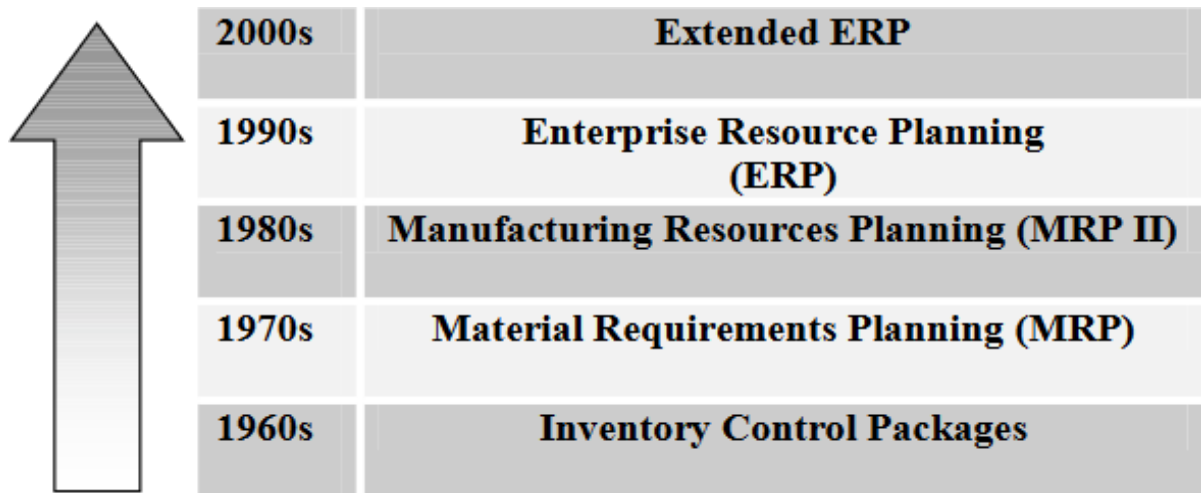 2000s Extended ERP
1990s Enterprise Resource Planning
(ERP)
1980s Manufacturing Resources Planning (MRP II)
1970s Material Requirements Planning (MRP)
1960s Inventory Control Packages